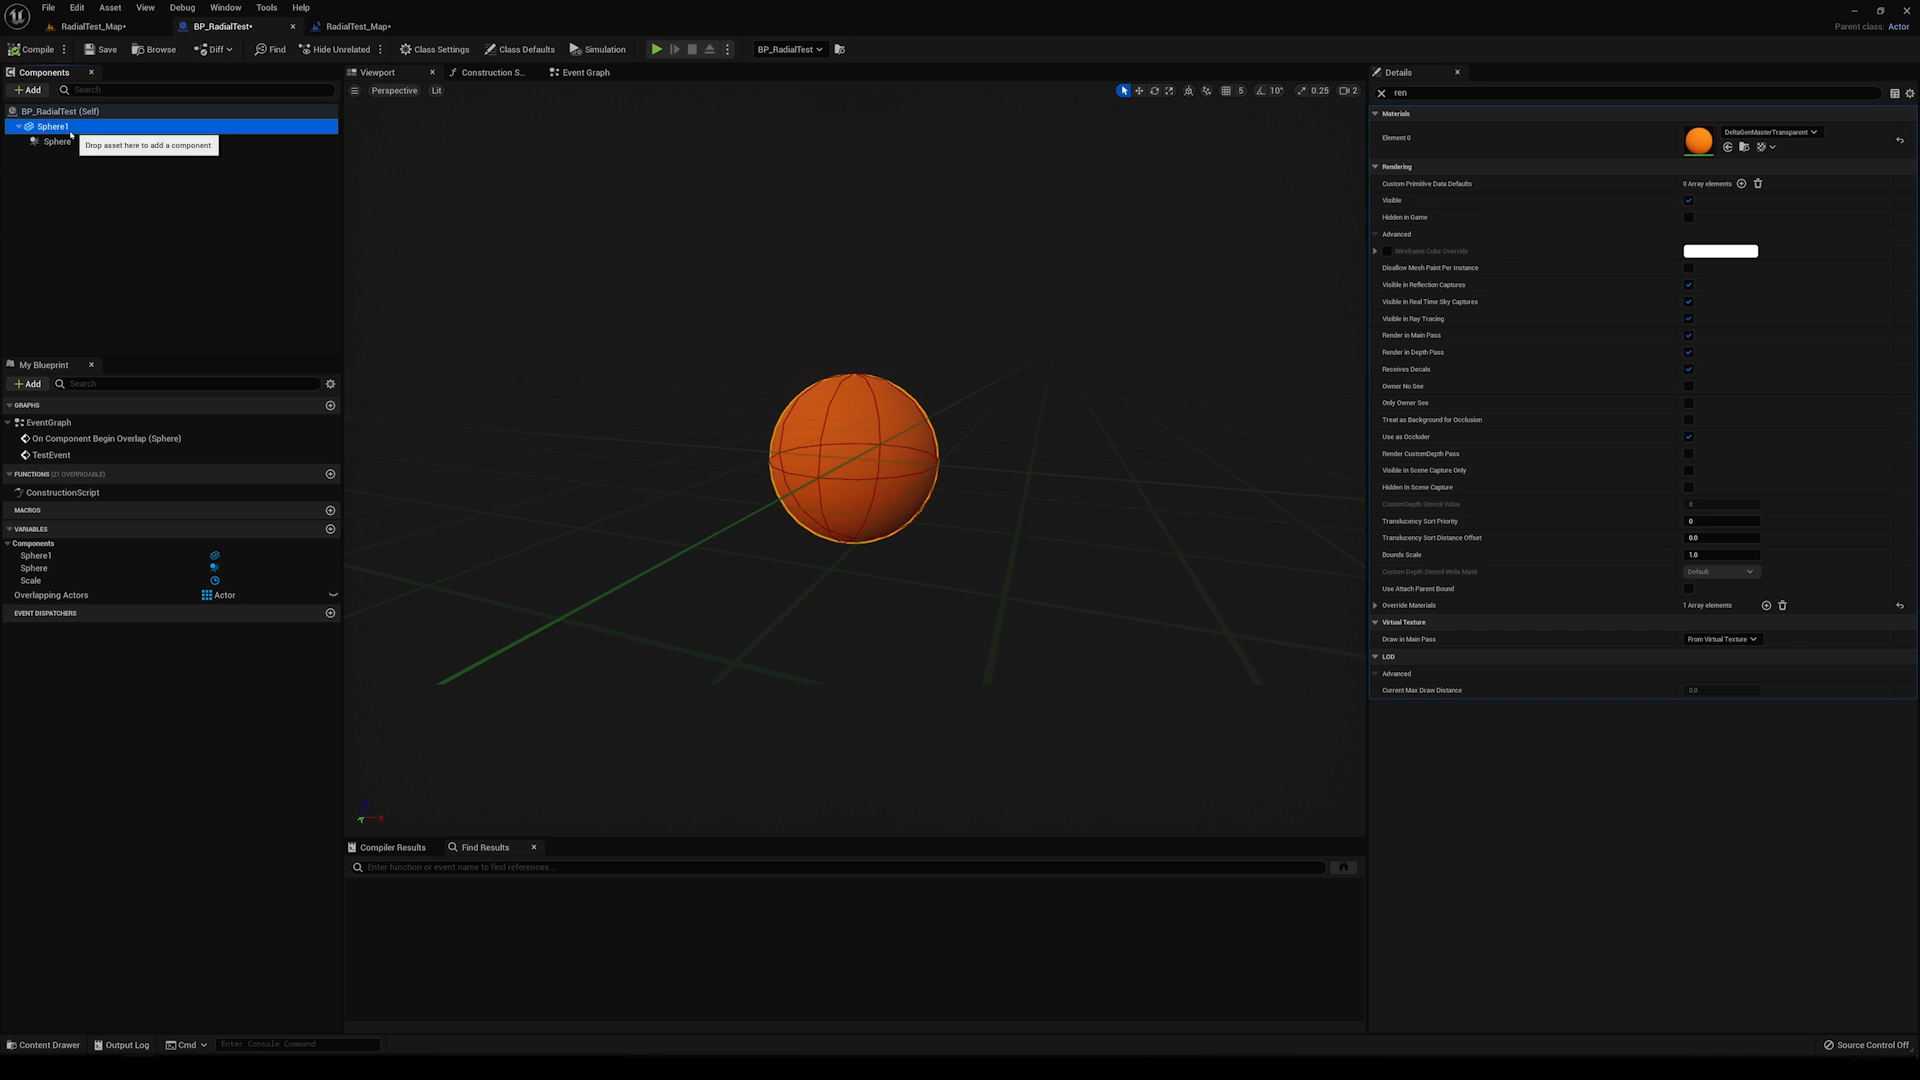 File Edit Asset View Debug Window Tools Help
RadialTest_Map• BP_RadialTest• RadialTest_Map•
Parent class: Actor
Compile Save Browse Diff Find Hide Unrelated Class Settings Class Defaults Simulation BP_RadialTest
Components
Add Search
BP_RadialTest (Self)
Sphere1
Sphere
Drop asset here to add a component.
My Blueprint
Add Search
GRAPHS
EventGraph
On Component Begin Overlap (Sphere)
TestEvent
FUNCTIONS (21 OVERRIDABLE)
ConstructionScript
MACROS
VARIABLES
Components
Sphere1
Sphere
Scale
Overlapping Actors Actor
EVENT DISPATCHERS
Viewport Construction S... Event Graph
Perspective Lit 5 10° 0.25 2
Compiler Results Find Results
Enter function or event name to find references...
Details
ren
Materials
Element 0 DeltaGenMasterTransparent
Rendering
Custom Primitive Data Defaults 0 Array elements
Visible
Hidden in Game
Advanced
Wireframe Color Override
Disallow Mesh Paint Per Instance
Visible in Reflection Captures
Visible in Real Time Sky Captures
Visible in Ray Tracing
Render in Main Pass
Render in Depth Pass
Receives Decals
Owner No See
Only Owner See
Treat as Background for Occlusion
Use as Occluder
Render CustomDepth Pass
Visible In Scene Capture Only
Hidden In Scene Capture
CustomDepth Stencil Value 0
Translucency Sort Priority 0
Translucency Sort Distance Offset 0.0
Bounds Scale 1.0
Custom Depth Stencil Write Mask Default
Use Attach Parent Bound
Override Materials 1 Array elements
Virtual Texture
Draw in Main Pass From Virtual Texture
LOD
Advanced
Current Max Draw Distance 0.0
Content Drawer Output Log Cmd Enter Console Command Source Control Off